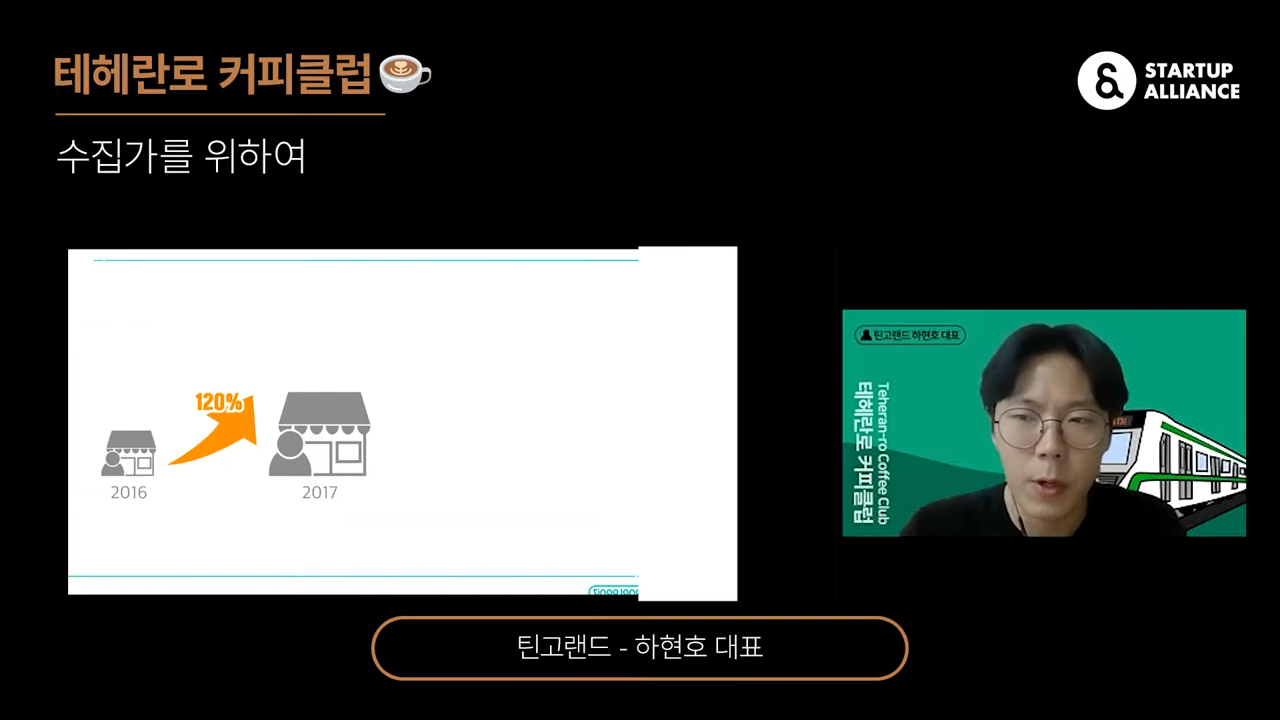 테헤란로 커피클럽
STARTUP
ALLIANCE
수집가를 위하여
120%
2016
2017
틴고랜드 하현호 대표
Teheran-ro Coffee Club
테헤란로 커피클럽
틴고랜드 - 하현호 대표